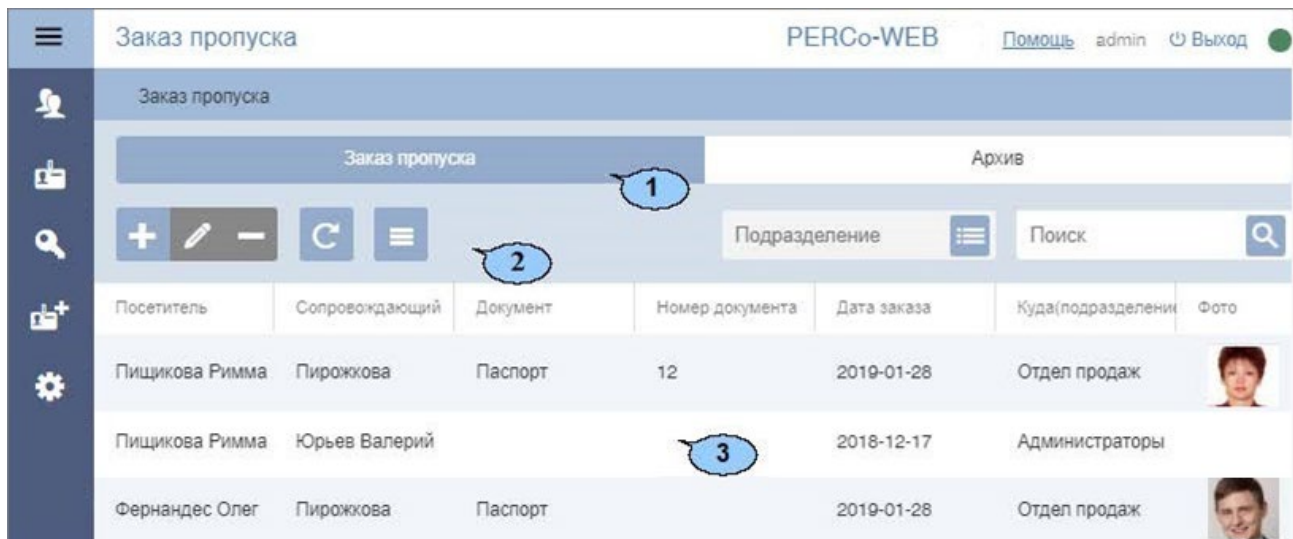 Заказ пропуска PERCo-WEB Помощь admin Выход
Заказ пропуска
Заказ пропуска Архив
1
Подразделение Поиск
2
Посетитель Сопровождающий Документ Номер документа Дата заказа Куда(подразделение Фото
Пищикова Римма Пирожкова Паспорт 12 2019-01-28 Отдел продаж
Пищикова Римма Юрьев Валерий 2018-12-17 Администраторы
3
Фернандес Олег Пирожкова Паспорт 2019-01-28 Отдел продаж